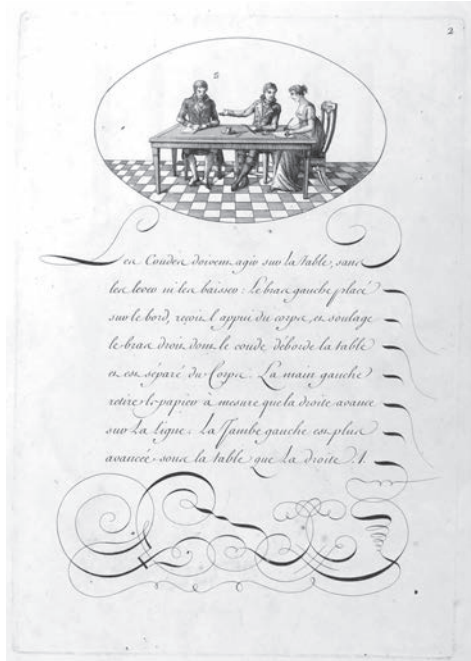 2
5
Les Coudes doivent agir sur la table, sans
les lever ni les baisser : Le bras gauche placé
sur le bord, reçoit l'appui du corps, et soulage
le bras droit dont le coude déborde la table
et est séparé du Corps. La main gauche
retire le papier à mesure que la droite avance
sur la ligne. La Jambe gauche est plus
avancée sous la table que La droite. 1.